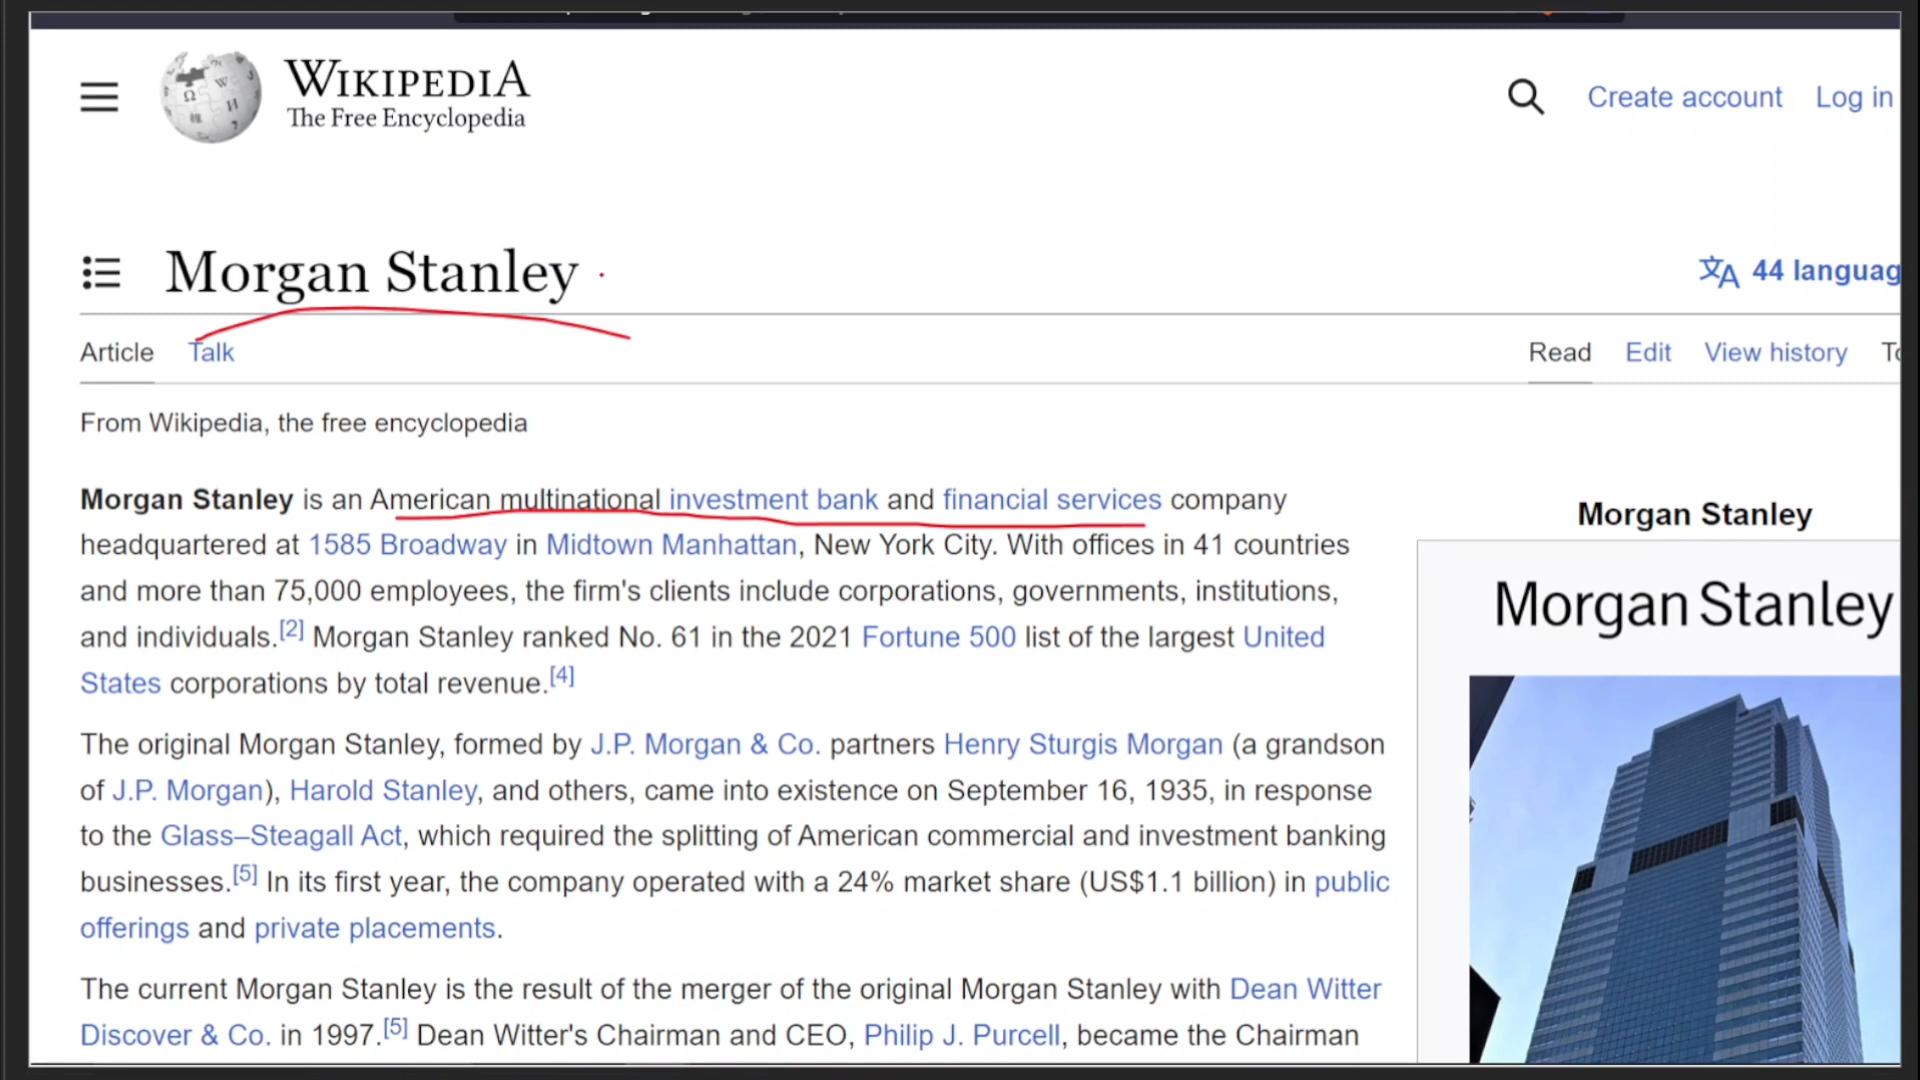 WIKIPEDIA
The Free Encyclopedia
Create account
Log in
Morgan Stanley
44 languag
Article
Talk
Read
Edit
View history
From Wikipedia, the free encyclopedia
Morgan Stanley is an American multinational investment bank and financial services company
headquartered at 1585 Broadway in Midtown Manhattan, New York City. With offices in 41 countries
and more than 75,000 employees, the firm's clients include corporations, governments, institutions,
and individuals.[2] Morgan Stanley ranked No. 61 in the 2021 Fortune 500 list of the largest United
States corporations by total revenue.[4]
The original Morgan Stanley, formed by J.P. Morgan & Co. partners Henry Sturgis Morgan (a grandson
of J.P. Morgan), Harold Stanley, and others, came into existence on September 16, 1935, in response
to the Glass–Steagall Act, which required the splitting of American commercial and investment banking
businesses.[5] In its first year, the company operated with a 24% market share (US$1.1 billion) in public
offerings and private placements.
The current Morgan Stanley is the result of the merger of the original Morgan Stanley with Dean Witter
Discover & Co. in 1997.[5] Dean Witter's Chairman and CEO, Philip J. Purcell, became the Chairman
Morgan Stanley
Morgan Stanley